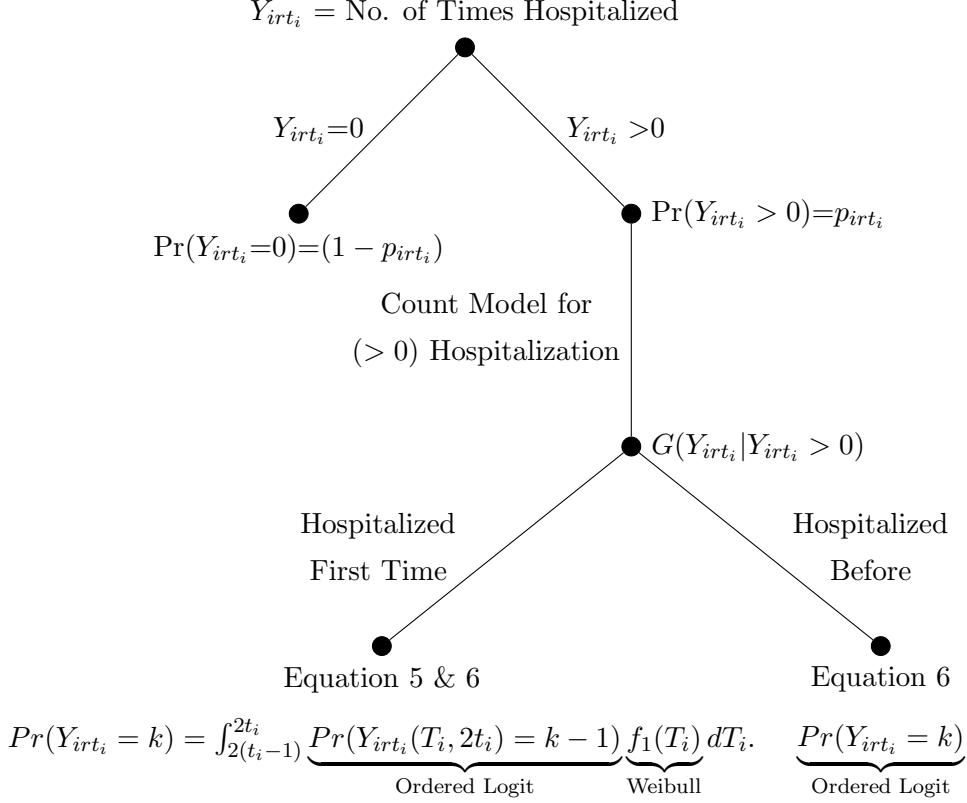 Y_{irt_i} = No. of Times Hospitalized
Y_{irt_i}=0
Y_{irt_i} >0
Pr(Y_{irt_i}=0)=(1 − p_{irt_i})
Pr(Y_{irt_i} > 0)=p_{irt_i}
Count Model for
(> 0) Hospitalization
G(Y_{irt_i}|Y_{irt_i} > 0)
Hospitalized
First Time
Hospitalized
Before
Equation 5 & 6
Equation 6
Pr(Y_{irt_i} = k) = ∫_{2(t_i−1)}^{2t_i} Pr(Y_{irt_i}(T_i, 2t_i) = k − 1) f_1(T_i) dT_i.
Ordered Logit
Weibull
Pr(Y_{irt_i} = k)
Ordered Logit